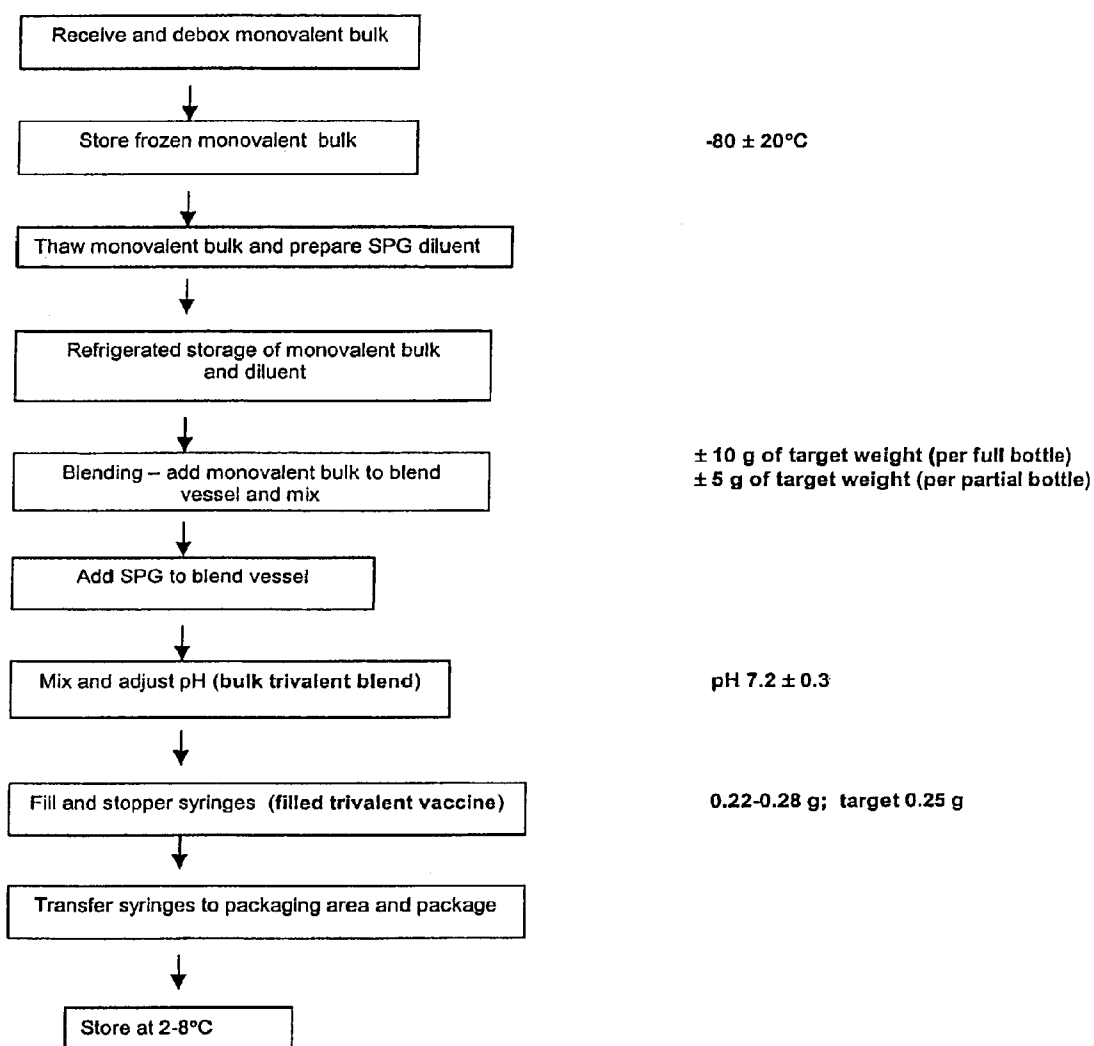 Receive and debox monovalent bulk
Store frozen monovalent bulk
-80 ± 20°C
Thaw monovalent bulk and prepare SPG diluent
Refrigerated storage of monovalent bulk
and diluent
Blending – add monovalent bulk to blend
vessel and mix
± 10 g of target weight (per full bottle)
± 5 g of target weight (per partial bottle)
Add SPG to blend vessel
Mix and adjust pH (bulk trivalent blend)
pH 7.2 ± 0.3
Fill and stopper syringes (filled trivalent vaccine)
0.22-0.28 g; target 0.25 g
Transfer syringes to packaging area and package
Store at 2-8°C